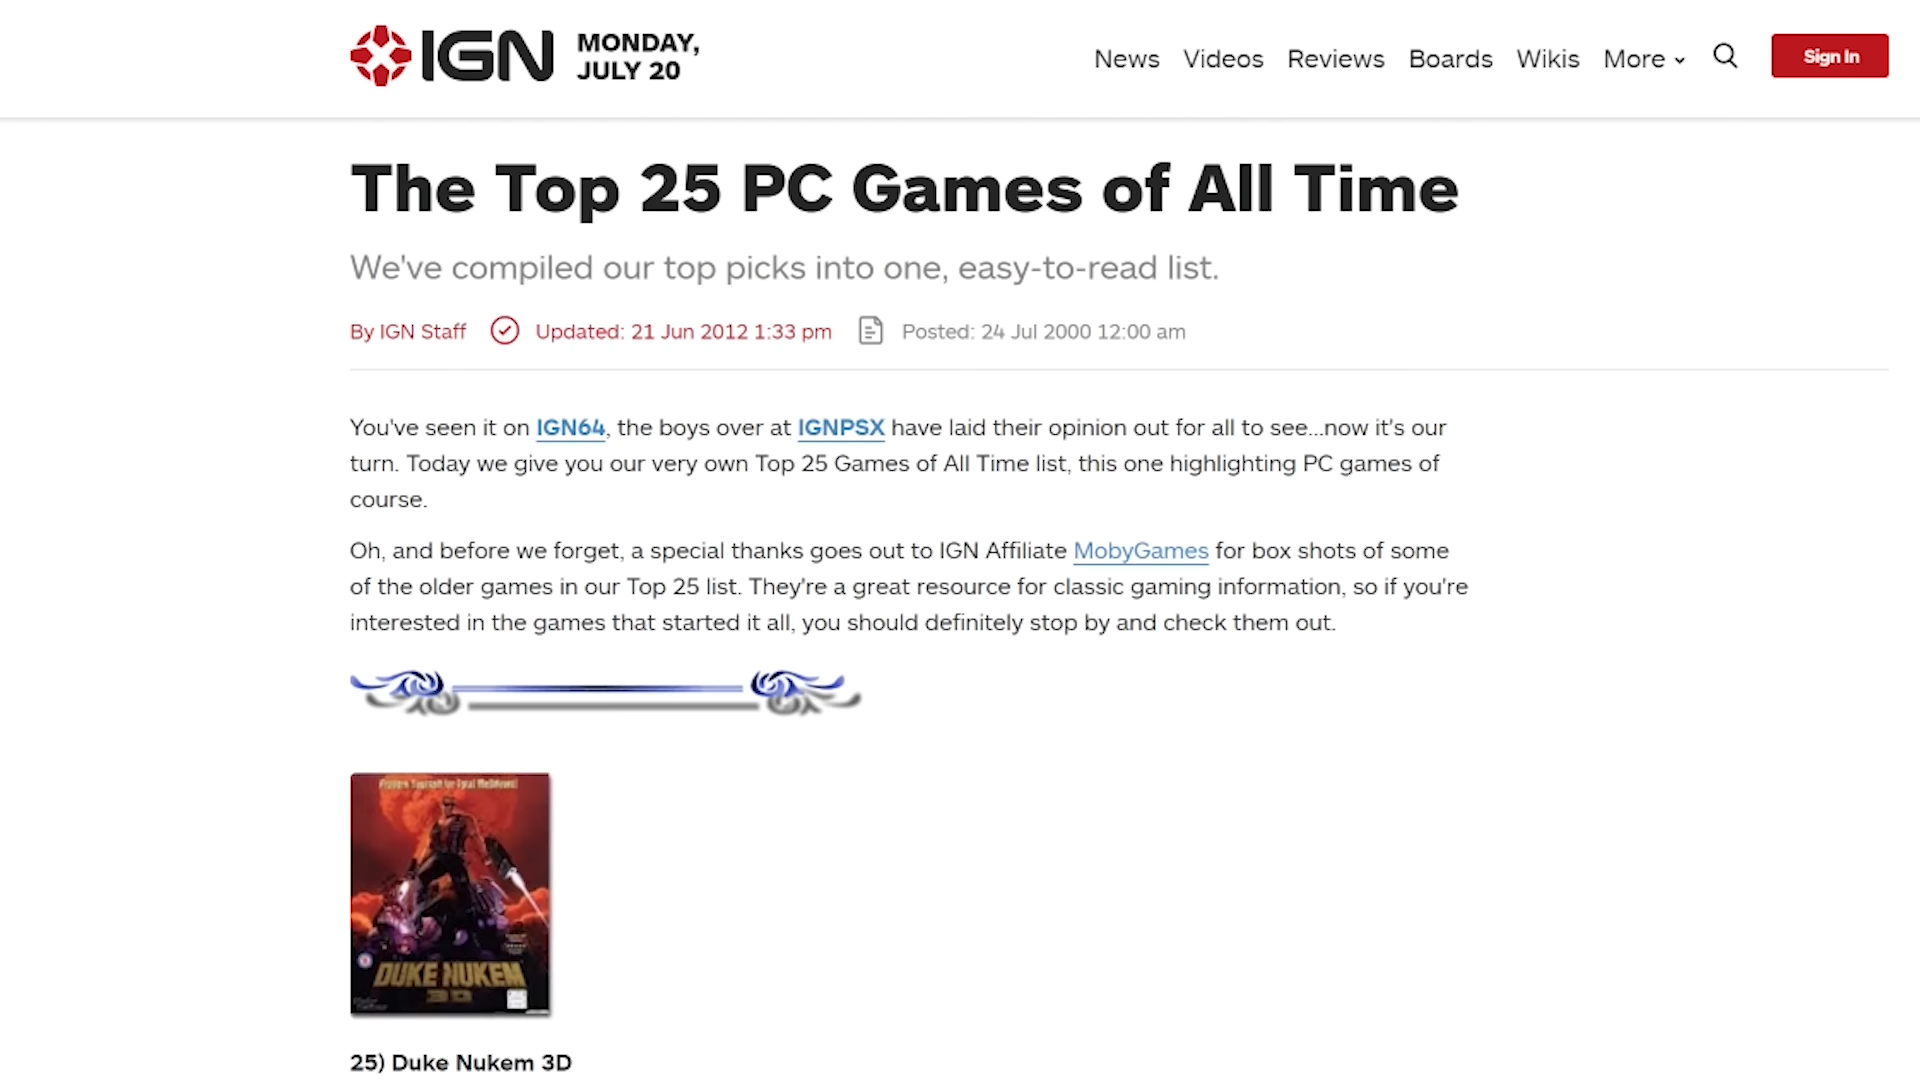 IGN
MONDAY,
JULY 20
News Videos Reviews Boards Wikis More
Sign In
The Top 25 PC Games of All Time
We've compiled our top picks into one, easy-to-read list.
By IGN Staff Updated: 21 Jun 2012 1:33 pm Posted: 24 Jul 2000 12:00 am
You've seen it on IGN64, the boys over at IGNPSX have laid their opinion out for all to see...now it's our
turn. Today we give you our very own Top 25 Games of All Time list, this one highlighting PC games of
course.
Oh, and before we forget, a special thanks goes out to IGN Affiliate MobyGames for box shots of some
of the older games in our Top 25 list. They're a great resource for classic gaming information, so if you're
interested in the games that started it all, you should definitely stop by and check them out.
DUKE NUKEM
3D
25) Duke Nukem 3D